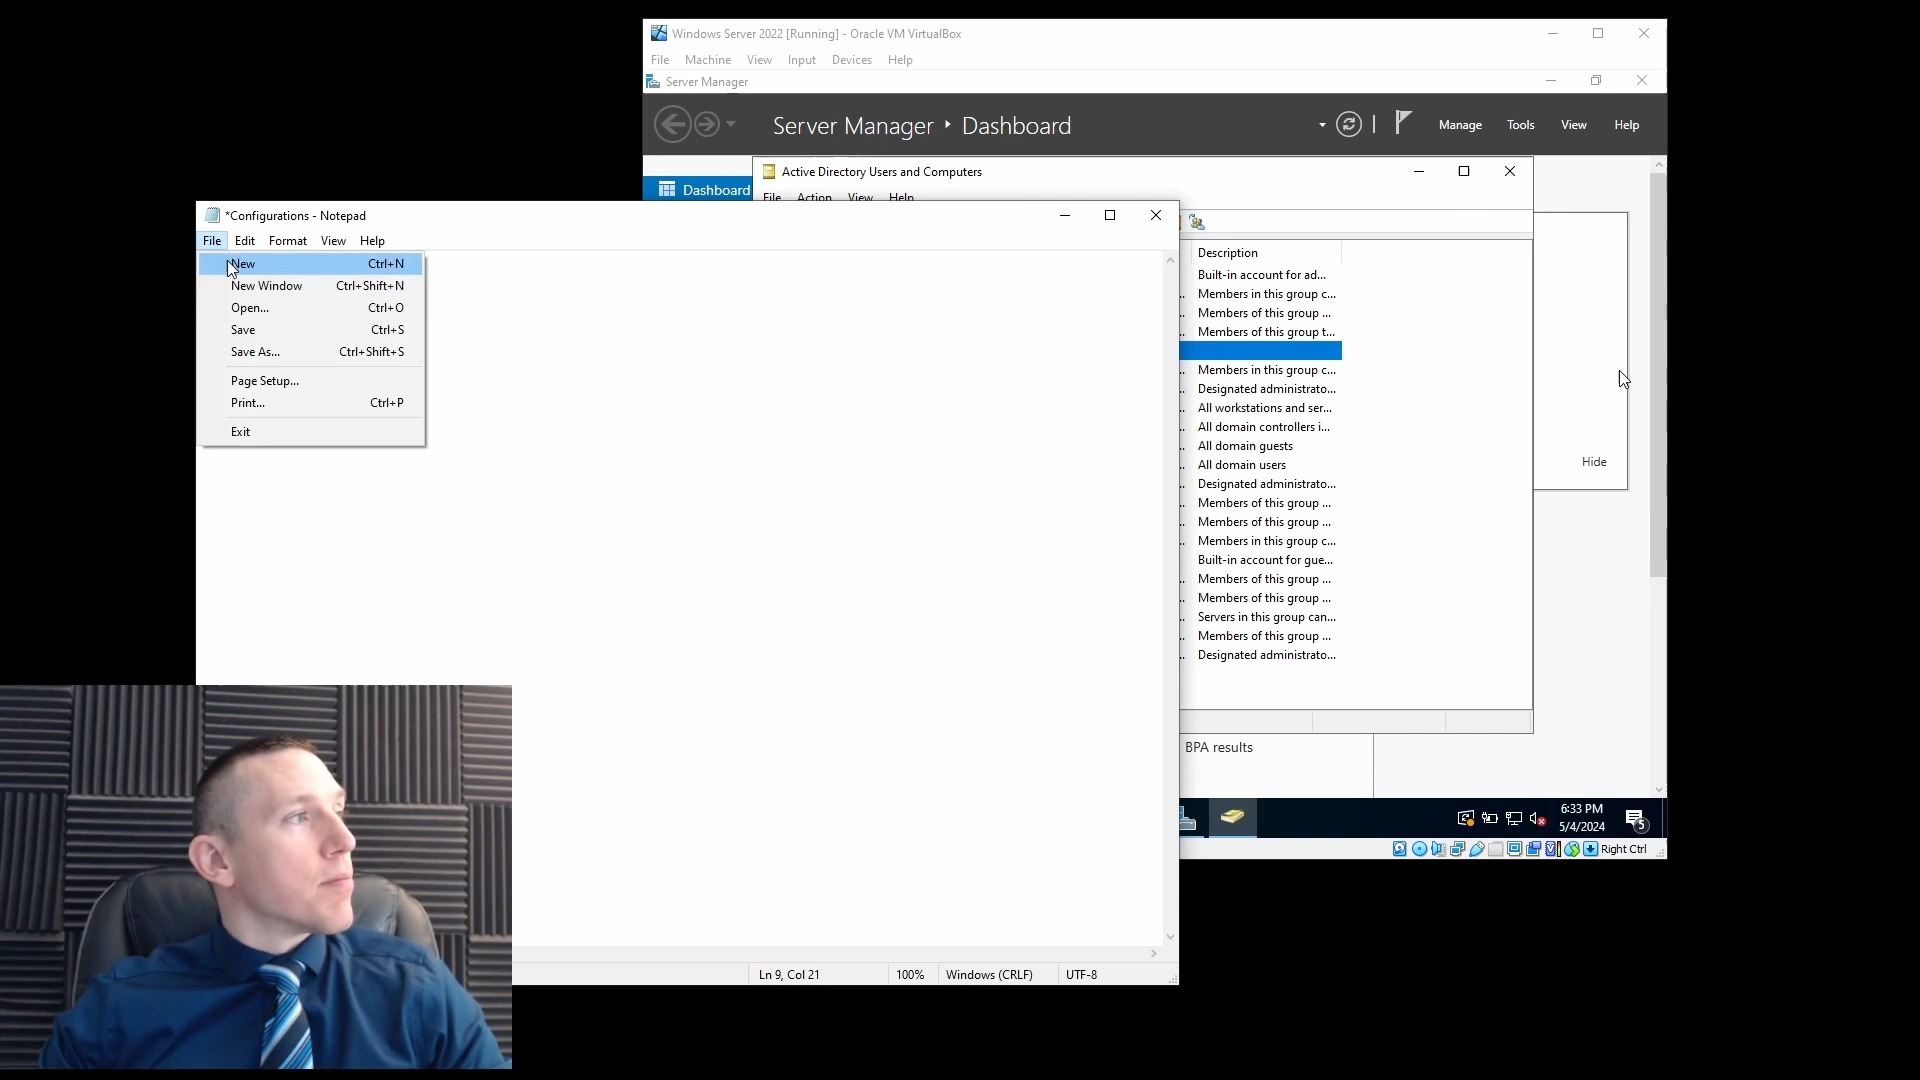 Windows Server 2022 [Running] - Oracle VM VirtualBox
File Machine View Input Devices Help
Server Manager
Server Manager Dashboard
Manage Tools View Help
Dashboard
Active Directory Users and Computers
File Action View Help
*Configurations - Notepad
File Edit Format View Help
New Ctrl+N
New Window Ctrl+Shift+N
Open... Ctrl+O
Save Ctrl+S
Save As... Ctrl+Shift+S
Page Setup...
Print... Ctrl+P
Exit
Description
Built-in account for ad...
Members in this group c...
Members of this group ...
Members of this group t...
Members in this group c...
Designated administrato...
All workstations and ser...
All domain controllers i...
All domain guests
All domain users
Designated administrato...
Members of this group ...
Members of this group ...
Members in this group c...
Built-in account for gue...
Members of this group ...
Members of this group ...
Servers in this group can...
Members of this group ...
Designated administrato...
Hide
BPA results
6:33 PM
5/4/2024
5
Right Ctrl
Ln 9, Col 21 100% Windows (CRLF) UTF-8